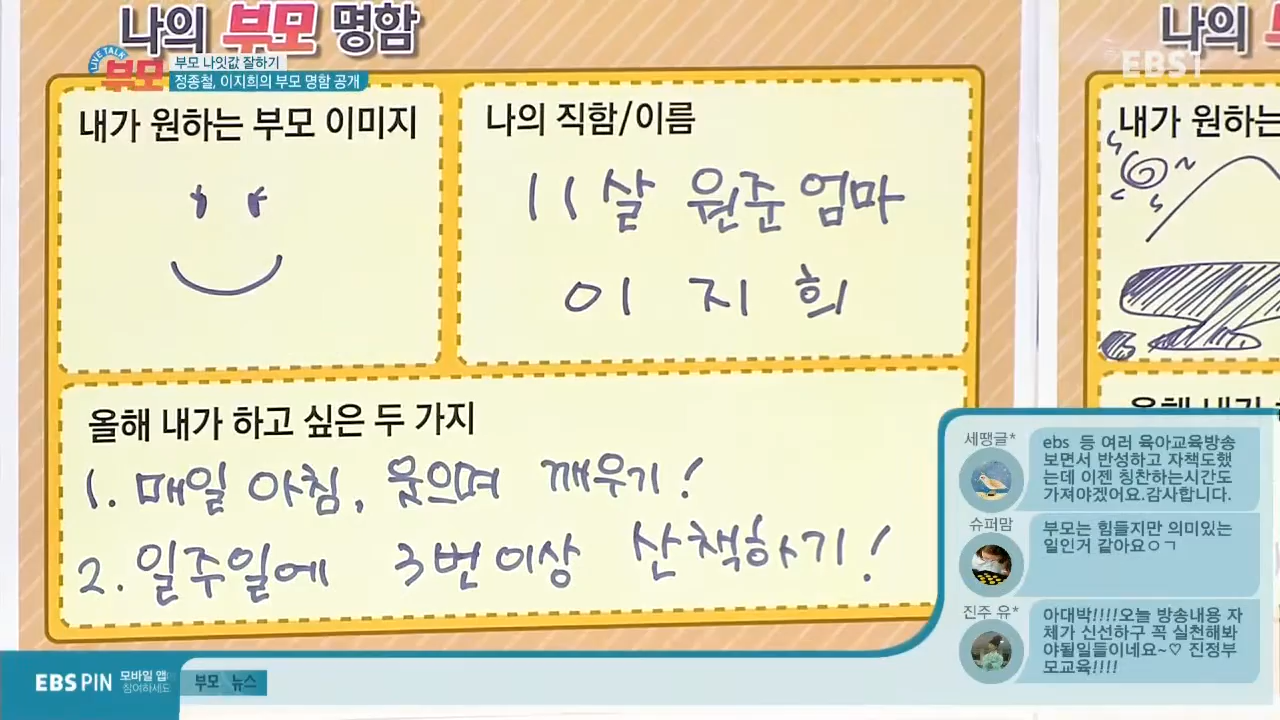 나의 부모 명함
나의
LIVE TALK
부모
부모 나잇값 잘하기
정종철, 이지희의 부모 명함 공개
EBS1
내가 원하는 부모 이미지
나의 직함/이름
11살 원준 엄마
이 지 희
내가 원하는
올해 내가 하고 싶은 두 가지
1. 매일 아침, 웃으며 깨우기!
2. 일주일에 3번 이상 산책하기!
올해 내가
세땡글*
ebs 등 여러 육아교육방송
보면서 반성하고 자책도했
는데 이젠 칭찬하는시간도
가져야겠어요.감사합니다.
슈퍼맘
부모는 힘들지만 의미있는
일인거 같아요ㅇㄱ
진주 유*
아대박!!!!오늘 방송내용 자
체가 신선하구 꼭 실천해봐
야될일들이네요~♡ 진정부
모교육!!!!
EBS PIN 모바일 앱
참여하세요
부모 뉴스